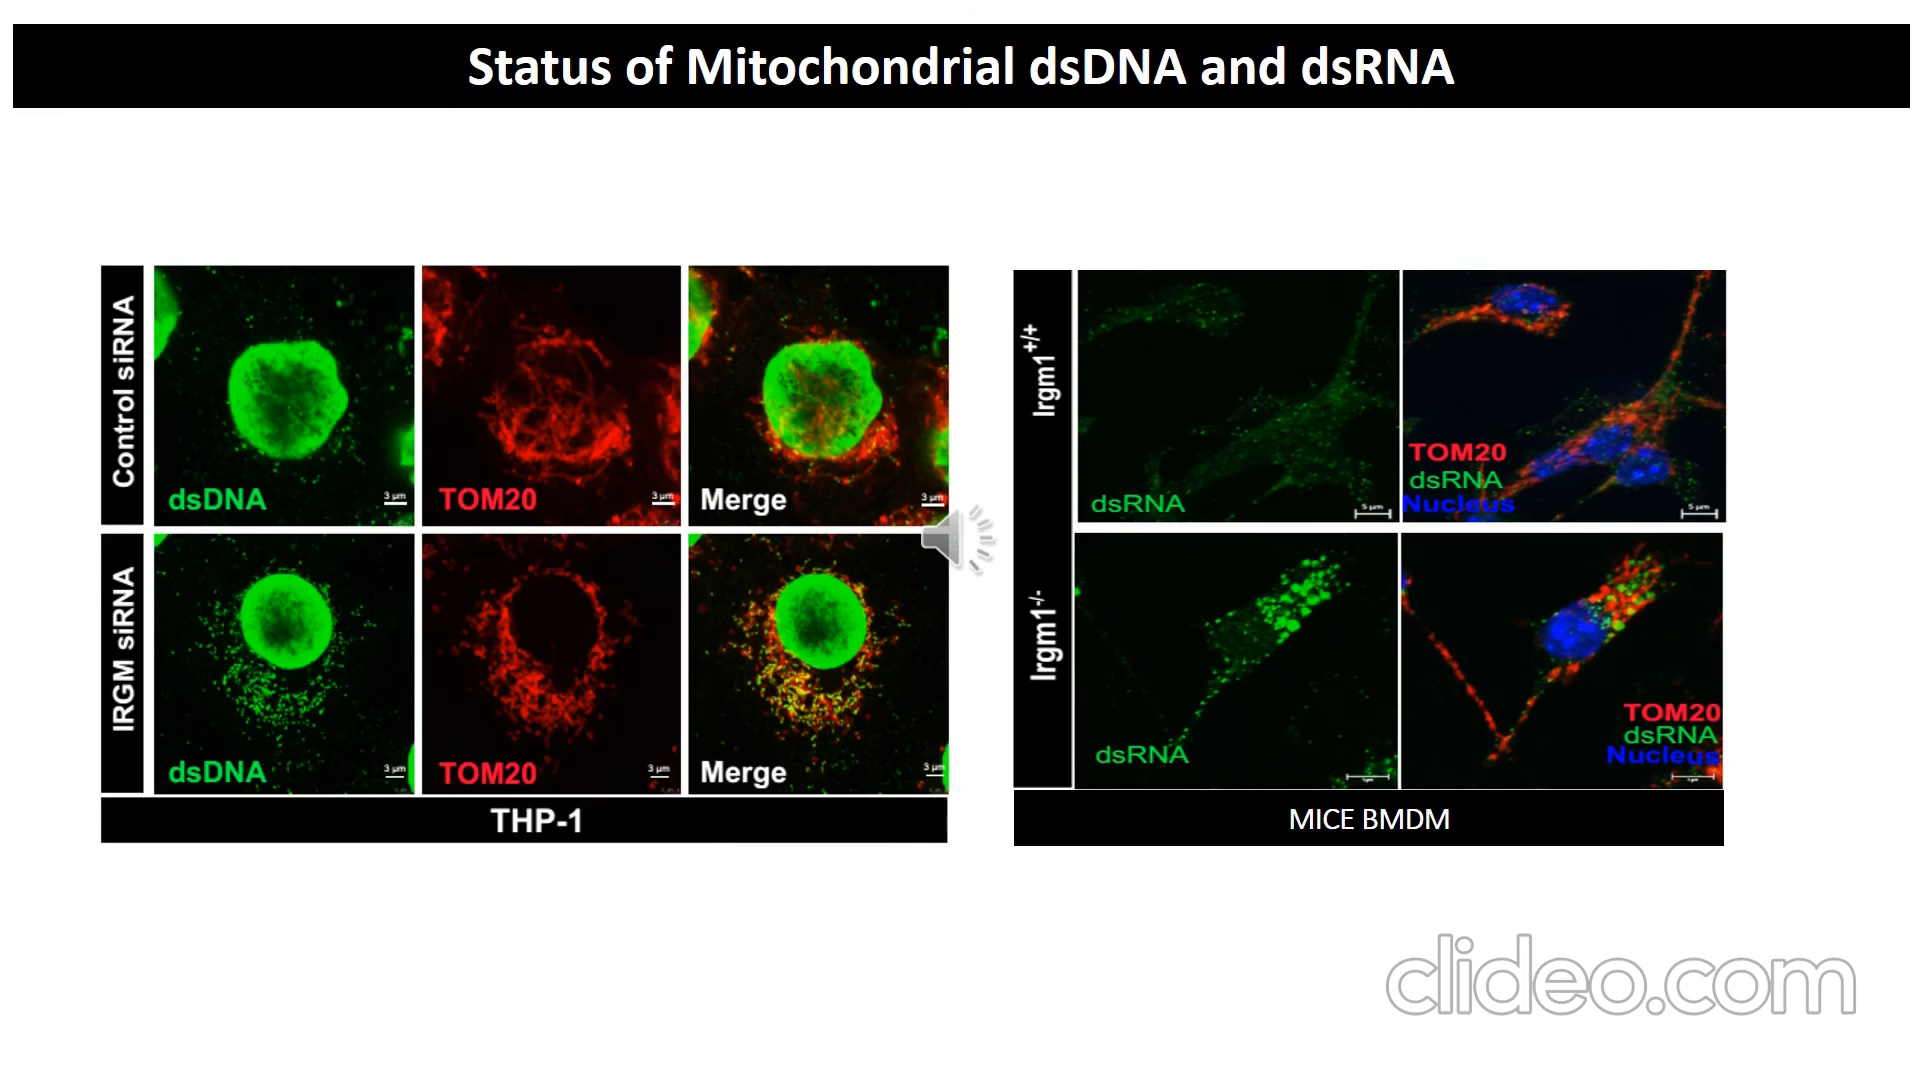 Status of Mitochondrial dsDNA and dsRNA
Control siRNA
dsDNA
3 µm
TOM20
3 µm
Merge
3 µm
IRGM siRNA
dsDNA
3 µm
TOM20
3 µm
Merge
3 µm
THP-1
Irgm1+/+
dsRNA
5 µm
TOM20
dsRNA
Nucleus
5 µm
Irgm1-/-
dsRNA
TOM20
dsRNA
Nucleus
MICE BMDM
clideo.com